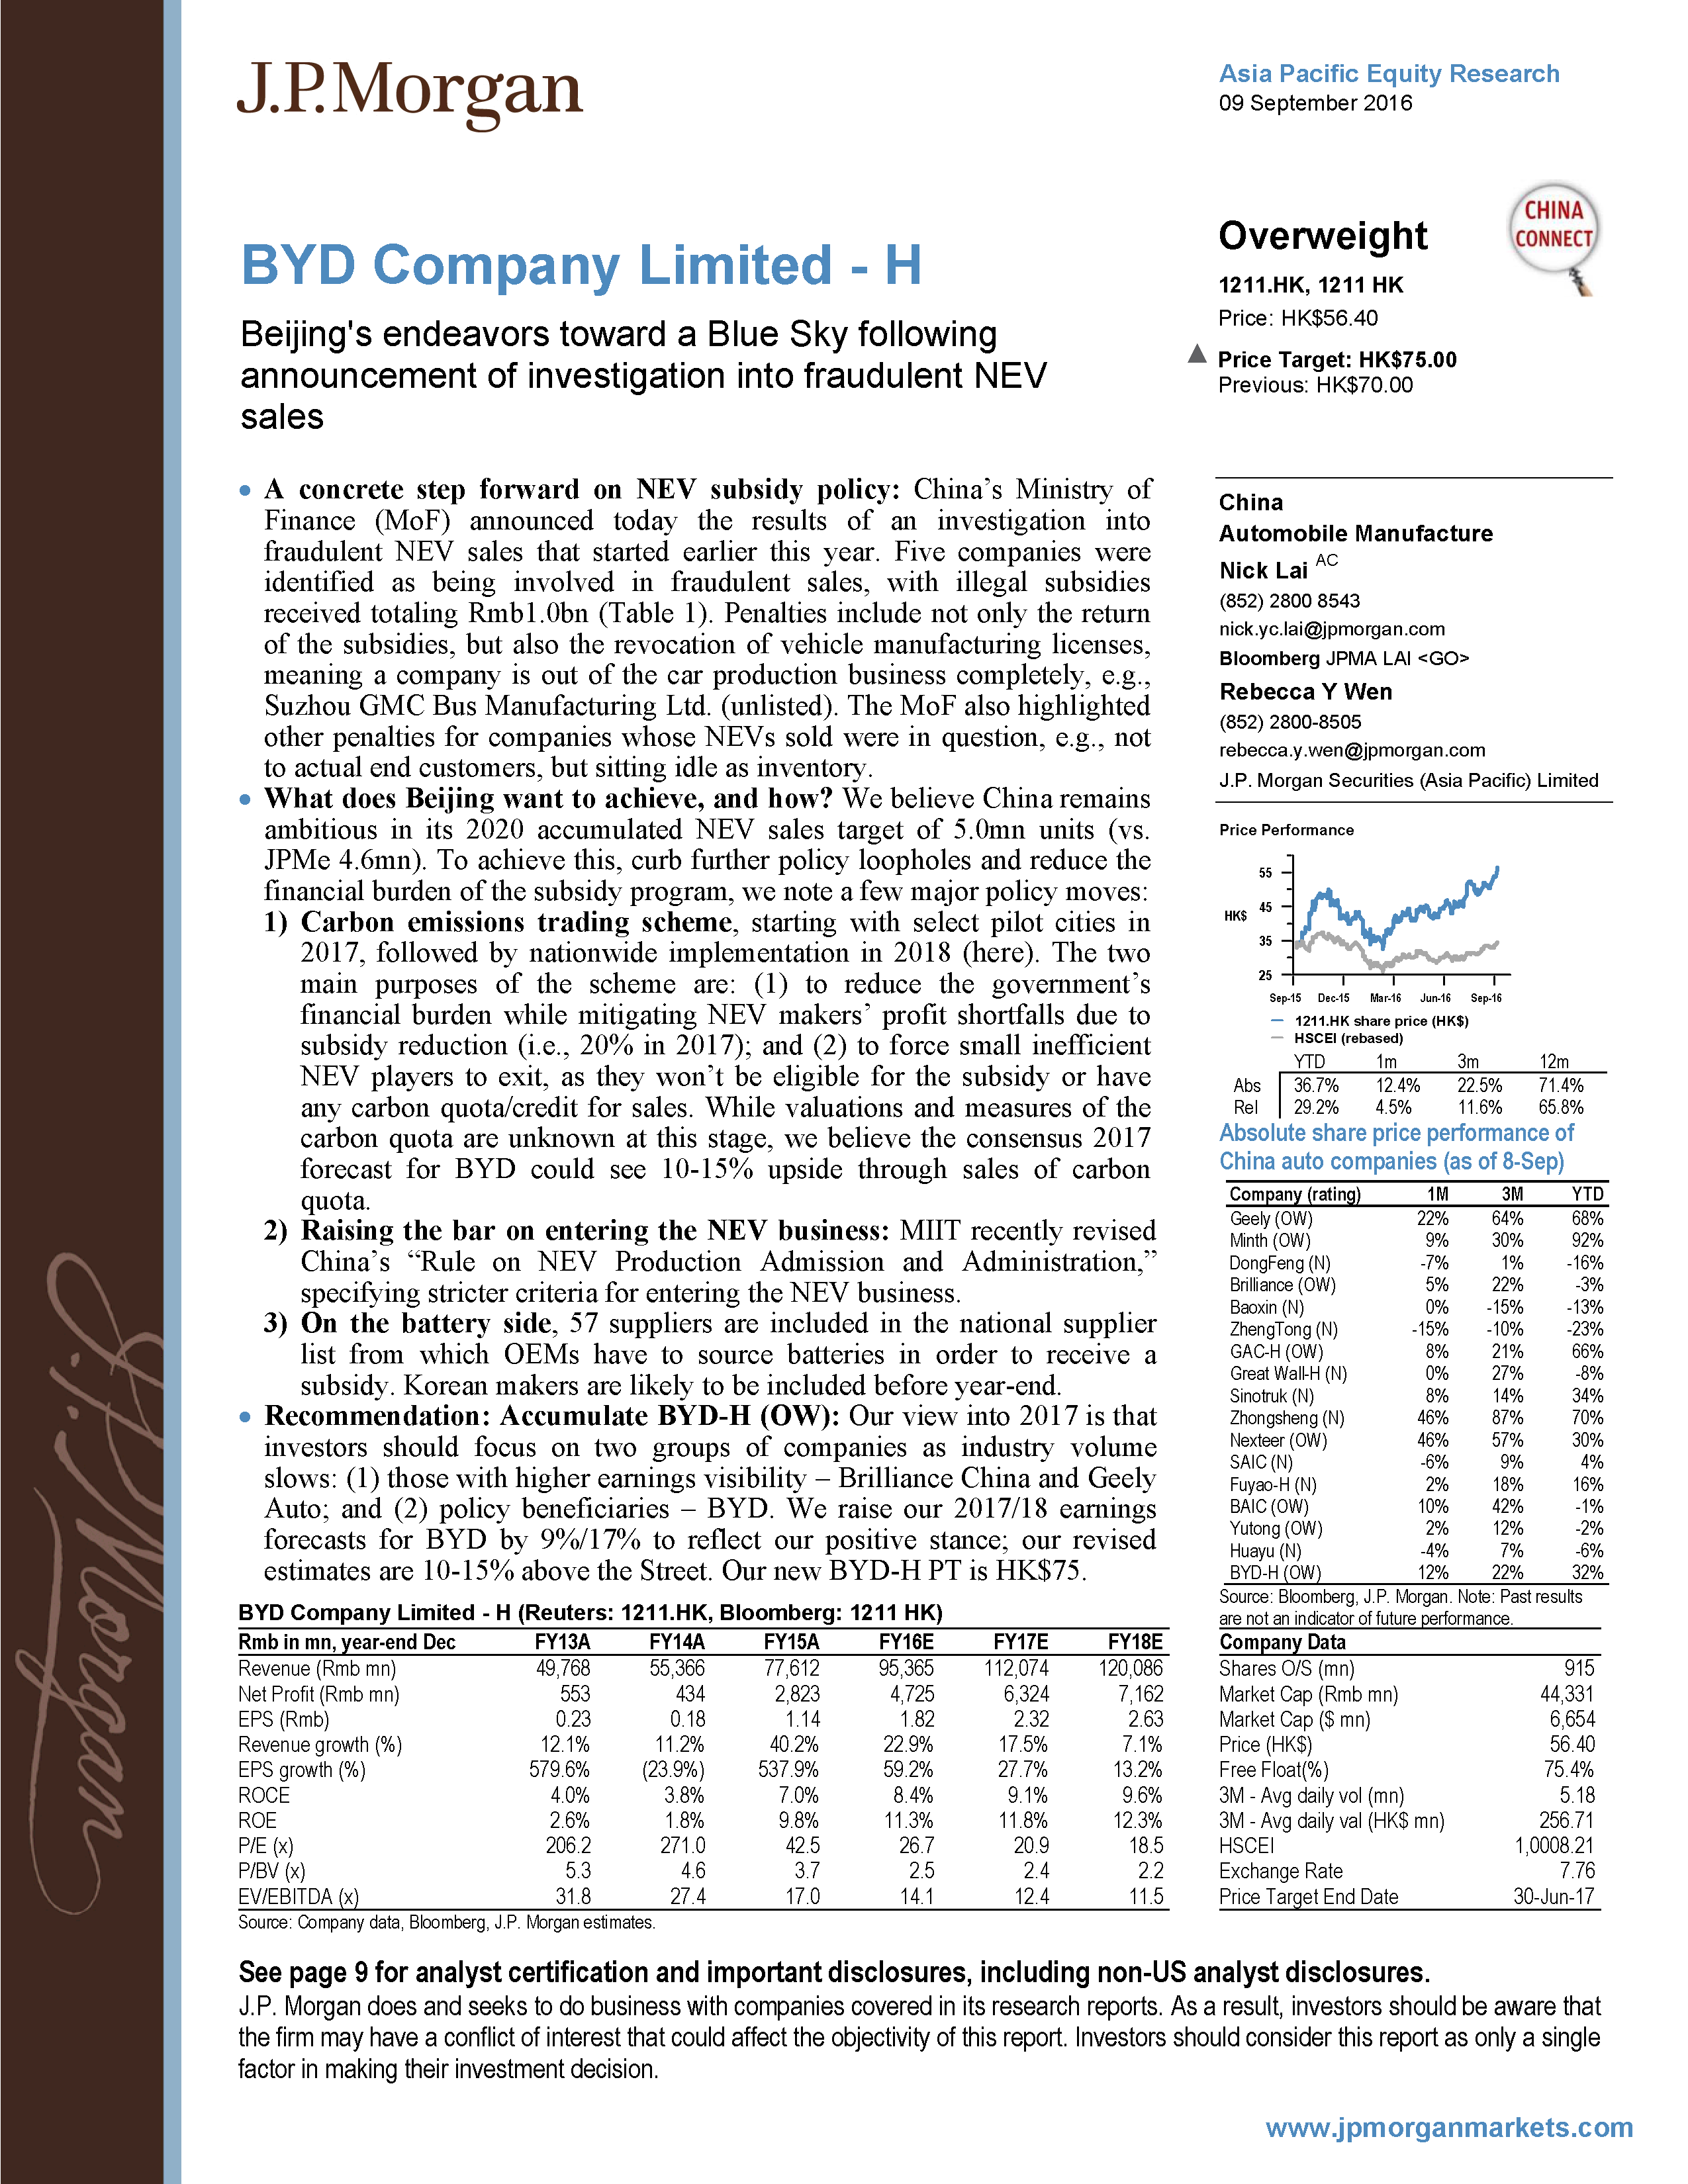 J.P.Morgan
Asia Pacific Equity Research
09 September 2016
BYD Company Limited - H
Beijing's endeavors toward a Blue Sky following
announcement of investigation into fraudulent NEV
sales
Overweight
1211.HK, 1211 HK
Price: HK$56.40
▲ Price Target: HK$75.00
Previous: HK$70.00
CHINA
CONNECT
• A concrete step forward on NEV subsidy policy: China’s Ministry of
Finance (MoF) announced today the results of an investigation into
fraudulent NEV sales that started earlier this year. Five companies were
identified as being involved in fraudulent sales, with illegal subsidies
received totaling Rmb1.0bn (Table 1). Penalties include not only the return
of the subsidies, but also the revocation of vehicle manufacturing licenses,
meaning a company is out of the car production business completely, e.g.,
Suzhou GMC Bus Manufacturing Ltd. (unlisted). The MoF also highlighted
other penalties for companies whose NEVs sold were in question, e.g., not
to actual end customers, but sitting idle as inventory.
• What does Beijing want to achieve, and how? We believe China remains
ambitious in its 2020 accumulated NEV sales target of 5.0mn units (vs.
JPMe 4.6mn). To achieve this, curb further policy loopholes and reduce the
financial burden of the subsidy program, we note a few major policy moves:
1) Carbon emissions trading scheme, starting with select pilot cities in
2017, followed by nationwide implementation in 2018 (here). The two
main purposes of the scheme are: (1) to reduce the government’s
financial burden while mitigating NEV makers’ profit shortfalls due to
subsidy reduction (i.e., 20% in 2017); and (2) to force small inefficient
NEV players to exit, as they won’t be eligible for the subsidy or have
any carbon quota/credit for sales. While valuations and measures of the
carbon quota are unknown at this stage, we believe the consensus 2017
forecast for BYD could see 10-15% upside through sales of carbon
quota.
2) Raising the bar on entering the NEV business: MIIT recently revised
China’s “Rule on NEV Production Admission and Administration,”
specifying stricter criteria for entering the NEV business.
3) On the battery side, 57 suppliers are included in the national supplier
list from which OEMs have to source batteries in order to receive a
subsidy. Korean makers are likely to be included before year-end.
• Recommendation: Accumulate BYD-H (OW): Our view into 2017 is that
investors should focus on two groups of companies as industry volume
slows: (1) those with higher earnings visibility – Brilliance China and Geely
Auto; and (2) policy beneficiaries – BYD. We raise our 2017/18 earnings
forecasts for BYD by 9%/17% to reflect our positive stance; our revised
estimates are 10-15% above the Street. Our new BYD-H PT is HK$75.
China
Automobile Manufacture
Nick Lai AC
(852) 2800 8543
nick.yc.lai@jpmorgan.com
Bloomberg JPMA LAI <GO>
Rebecca Y Wen
(852) 2800-8505
rebecca.y.wen@jpmorgan.com
J.P. Morgan Securities (Asia Pacific) Limited
Price Performance
55
45
HK$
35
25
Sep-15 Dec-15 Mar-16 Jun-16 Sep-16
1211.HK share price (HK$)
HSCEI (rebased)
YTD 1m 3m 12m
Abs 36.7% 12.4% 22.5% 71.4%
Rel 29.2% 4.5% 11.6% 65.8%
Absolute share price performance of
China auto companies (as of 8-Sep)
Company (rating) 1M 3M YTD
Geely (OW) 22% 64% 68%
Minth (OW) 9% 30% 92%
DongFeng (N) -7% 1% -16%
Brilliance (OW) 5% 22% -3%
Baoxin (N) 0% -15% -13%
ZhengTong (N) -15% -10% -23%
GAC-H (OW) 8% 21% 66%
Great Wall-H (N) 0% 27% -8%
Sinotruk (N) 8% 14% 34%
Zhongsheng (N) 46% 87% 70%
Nexteer (OW) 46% 57% 30%
SAIC (N) -6% 9% 4%
Fuyao-H (N) 2% 18% 16%
BAIC (OW) 10% 42% -1%
Yutong (OW) 2% 12% -2%
Huayu (N) -4% 7% -6%
BYD-H (OW) 12% 22% 32%
Source: Bloomberg, J.P. Morgan. Note: Past results
are not an indicator of future performance.
BYD Company Limited - H (Reuters: 1211.HK, Bloomberg: 1211 HK)
Rmb in mn, year-end Dec FY13A FY14A FY15A FY16E FY17E FY18E
Revenue (Rmb mn) 49,768 55,366 77,612 95,365 112,074 120,086
Net Profit (Rmb mn) 553 434 2,823 4,725 6,324 7,162
EPS (Rmb) 0.23 0.18 1.14 1.82 2.32 2.63
Revenue growth (%) 12.1% 11.2% 40.2% 22.9% 17.5% 7.1%
EPS growth (%) 579.6% (23.9%) 537.9% 59.2% 27.7% 13.2%
ROCE 4.0% 3.8% 7.0% 8.4% 9.1% 9.6%
ROE 2.6% 1.8% 9.8% 11.3% 11.8% 12.3%
P/E (x) 206.2 271.0 42.5 26.7 20.9 18.5
P/BV (x) 5.3 4.6 3.7 2.5 2.4 2.2
EV/EBITDA (x) 31.8 27.4 17.0 14.1 12.4 11.5
Source: Company data, Bloomberg, J.P. Morgan estimates.
Company Data
Shares O/S (mn) 915
Market Cap (Rmb mn) 44,331
Market Cap ($ mn) 6,654
Price (HK$) 56.40
Free Float(%) 75.4%
3M - Avg daily vol (mn) 5.18
3M - Avg daily val (HK$ mn) 256.71
HSCEI 1,0008.21
Exchange Rate 7.76
Price Target End Date 30-Jun-17
See page 9 for analyst certification and important disclosures, including non-US analyst disclosures.
J.P. Morgan does and seeks to do business with companies covered in its research reports. As a result, investors should be aware that
the firm may have a conflict of interest that could affect the objectivity of this report. Investors should consider this report as only a single
factor in making their investment decision.
www.jpmorganmarkets.com
J.P. Morgan